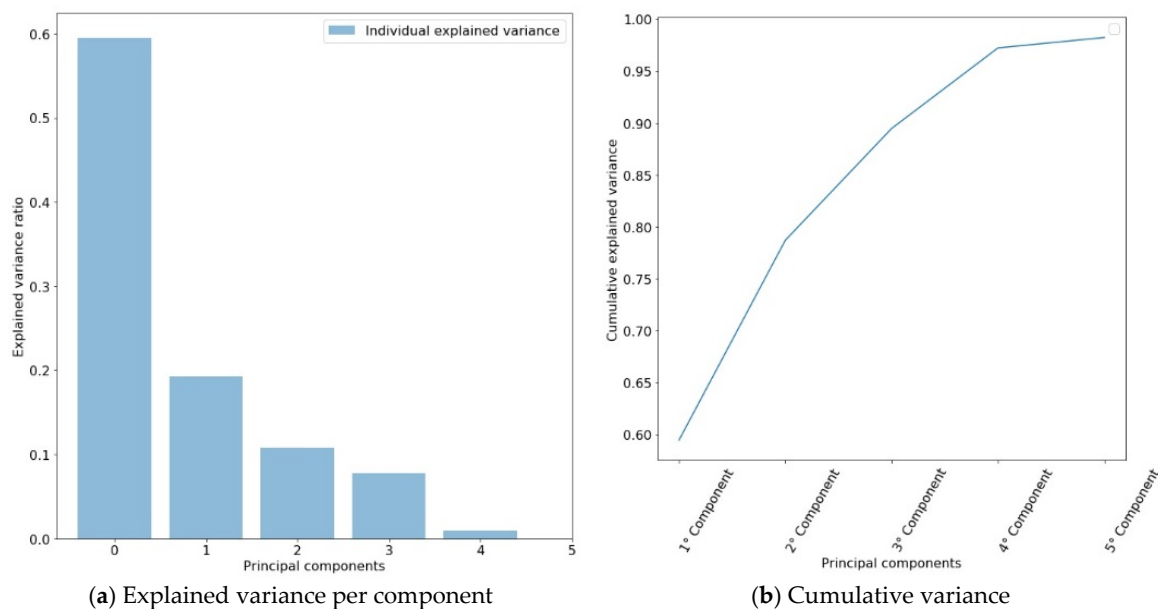 Individual explained variance
Explained variance ratio
0.6
0.5
0.4
0.3
0.2
0.1
0.0
0 1 2 3 4 5
Principal components
(a) Explained variance per component
Cumulative explained variance
1.00
0.95
0.90
0.85
0.80
0.75
0.70
0.65
0.60
1° Component
2° Component
3° Component
4° Component
5° Component
Principal components
(b) Cumulative variance